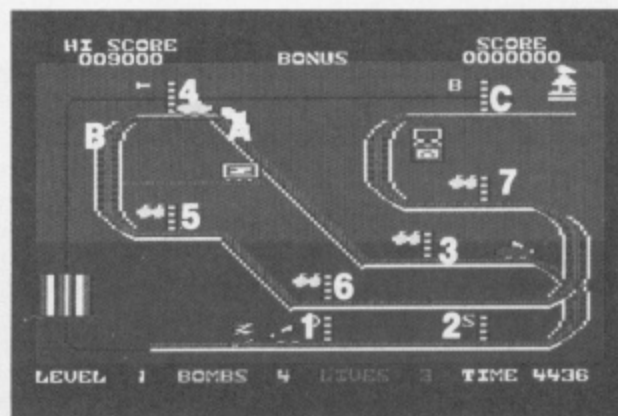 HI SCORE BONUS SCORE
009000 0000000
T 4 B C
B A
7
5
3
6
1 P 2 S
LEVEL 1 BOMBS 4 LIVES 3 TIME 4436